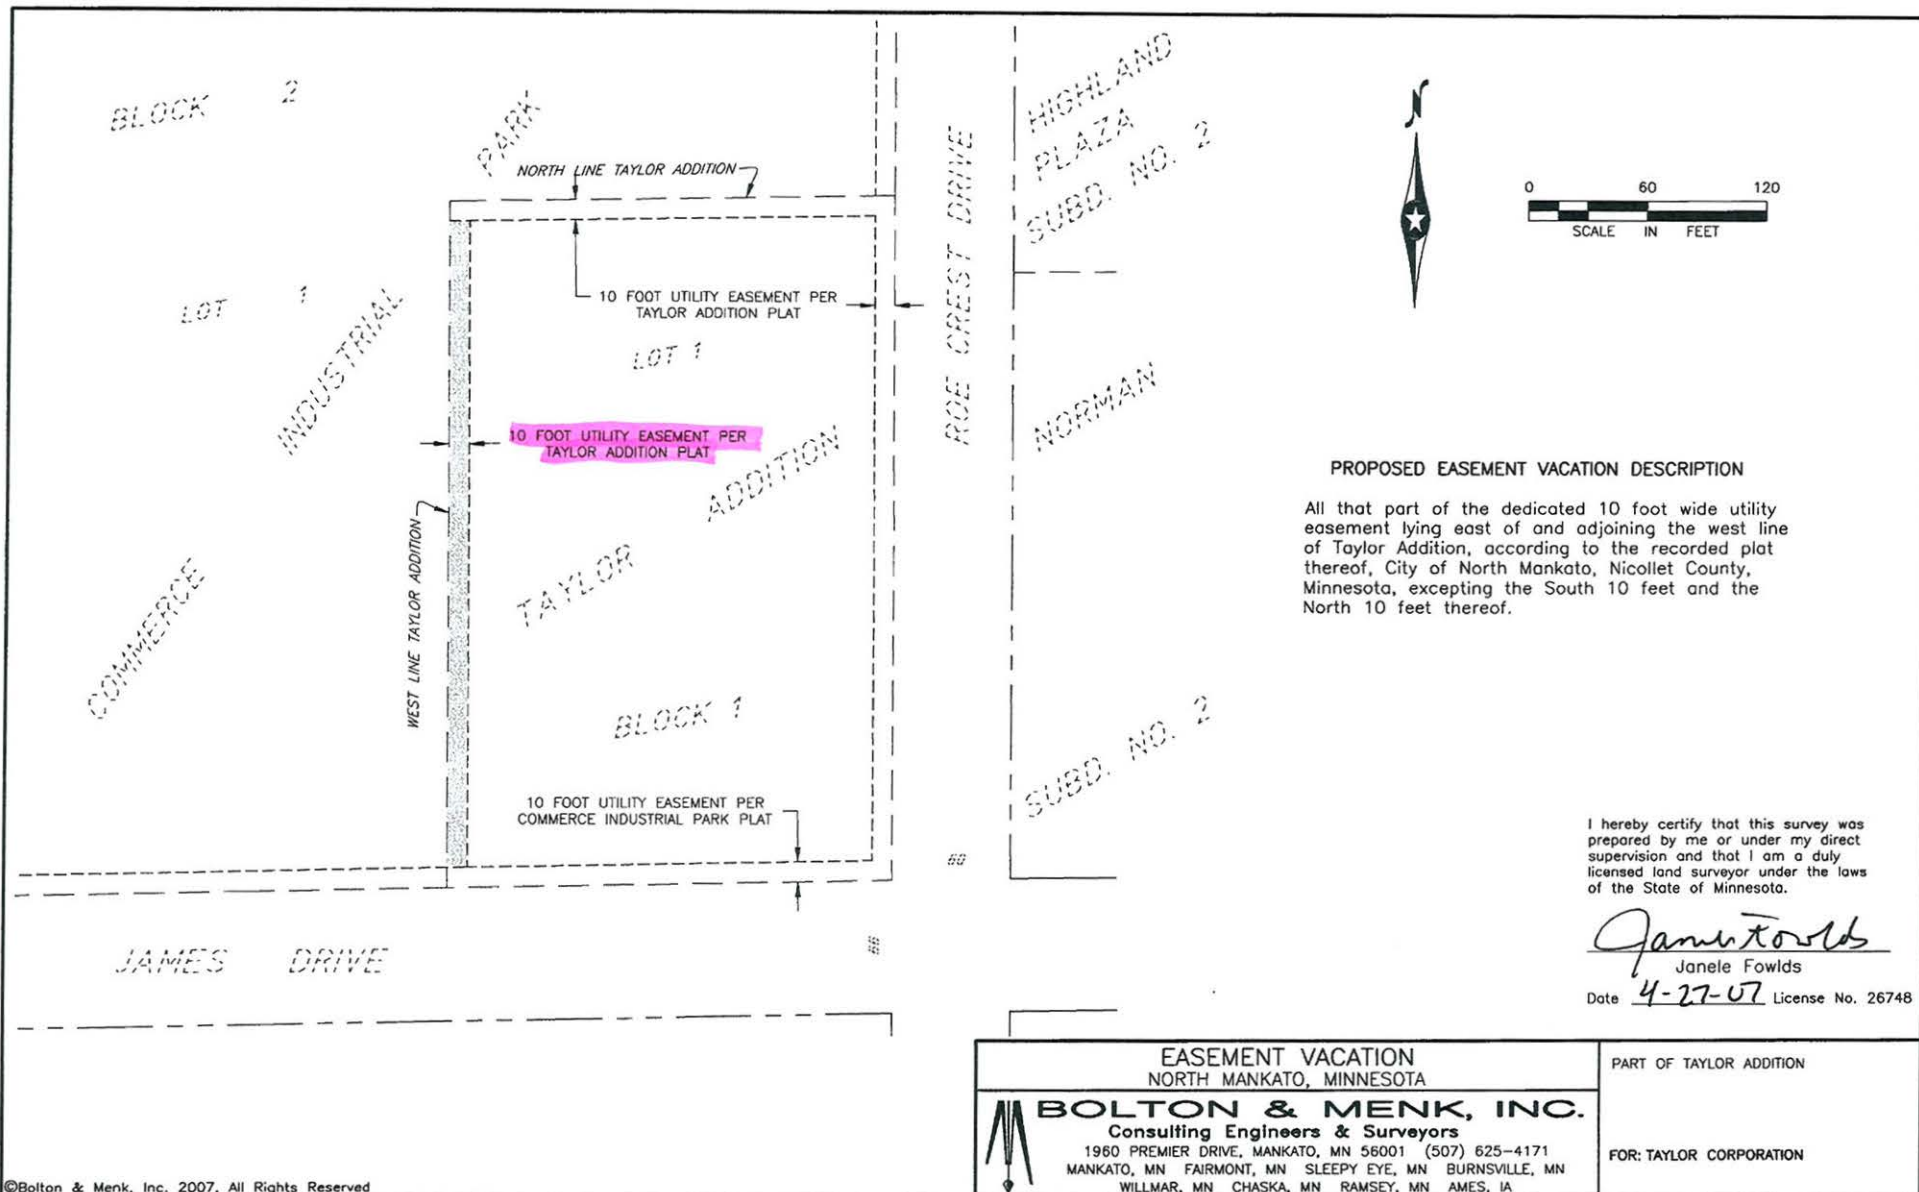 BLOCK 2
PARK
NORTH LINE TAYLOR ADDITION
LOT 1
INDUSTRIAL
COMMERCE
WEST LINE TAYLOR ADDITION
10 FOOT UTILITY EASEMENT PER
TAYLOR ADDITION PLAT
LOT 1
10 FOOT UTILITY EASEMENT PER
TAYLOR ADDITION PLAT
ADDITION
TAYLOR
BLOCK 1
10 FOOT UTILITY EASEMENT PER
COMMERCE INDUSTRIAL PARK PLAT
JAMES DRIVE
66
60
ROE CREST DRIVE
HIGHLAND
PLAZA
SUBD. NO. 2
NORMAN
SUBD. NO. 2
N
0 60 120
SCALE IN FEET
PROPOSED EASEMENT VACATION DESCRIPTION
All that part of the dedicated 10 foot wide utility
easement lying east of and adjoining the west line
of Taylor Addition, according to the recorded plat
thereof, City of North Mankato, Nicollet County,
Minnesota, excepting the South 10 feet and the
North 10 feet thereof.
I hereby certify that this survey was
prepared by me or under my direct
supervision and that I am a duly
licensed land surveyor under the laws
of the State of Minnesota.
Janele Fowlds
Janele Fowlds
Date 4-27-07 License No. 26748
EASEMENT VACATION
NORTH MANKATO, MINNESOTA
BOLTON & MENK, INC.
Consulting Engineers & Surveyors
1960 PREMIER DRIVE, MANKATO, MN 56001 (507) 625-4171
MANKATO, MN FAIRMONT, MN SLEEPY EYE, MN BURNSVILLE, MN
WILLMAR, MN CHASKA, MN RAMSEY, MN AMES, IA
PART OF TAYLOR ADDITION
FOR: TAYLOR CORPORATION
©Bolton & Menk, Inc. 2007, All Rights Reserved